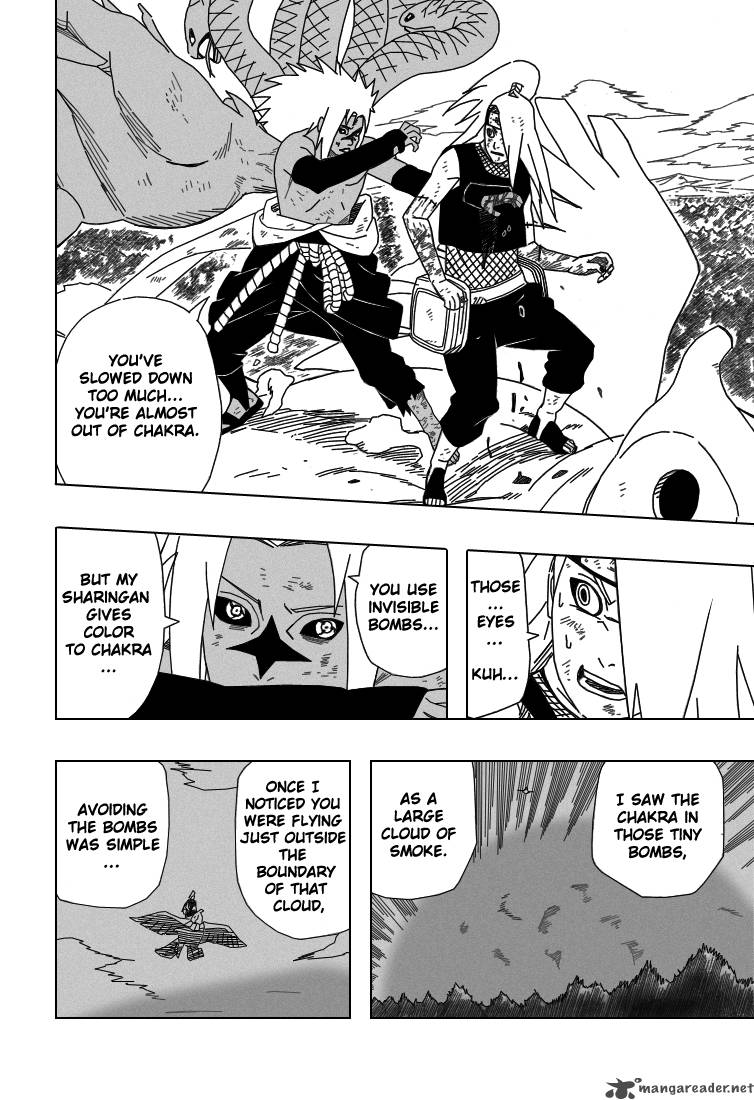 YOU'VE
SLOWED DOWN
TOO MUCH...
YOU'RE ALMOST
OUT OF CHAKRA.
THOSE
...
EYES
...
KUH...
YOU USE
INVISIBLE
BOMBS...
BUT MY
SHARINGAN
GIVES
COLOR
TO CHAKRA
...
I SAW THE
CHAKRA IN
THOSE TINY
BOMBS,
AS A
LARGE
CLOUD OF
SMOKE.
ONCE I
NOTICED YOU
WERE FLYING
JUST OUTSIDE
THE
BOUNDARY
OF THAT
CLOUD,
AVOIDING
THE BOMBS
WAS SIMPLE
...
mangareader.net